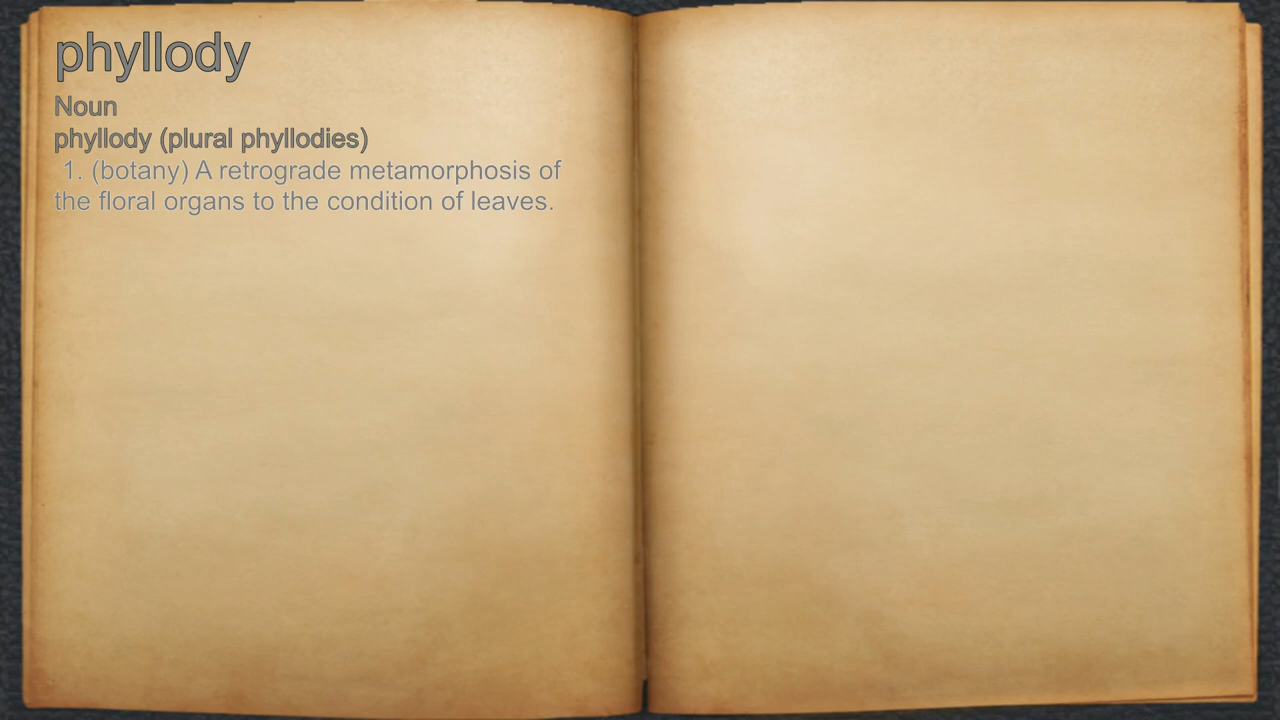 phyllody
Noun
phyllody (plural phyllodies)
1. (botany) A retrograde metamorphosis of
the floral organs to the condition of leaves.